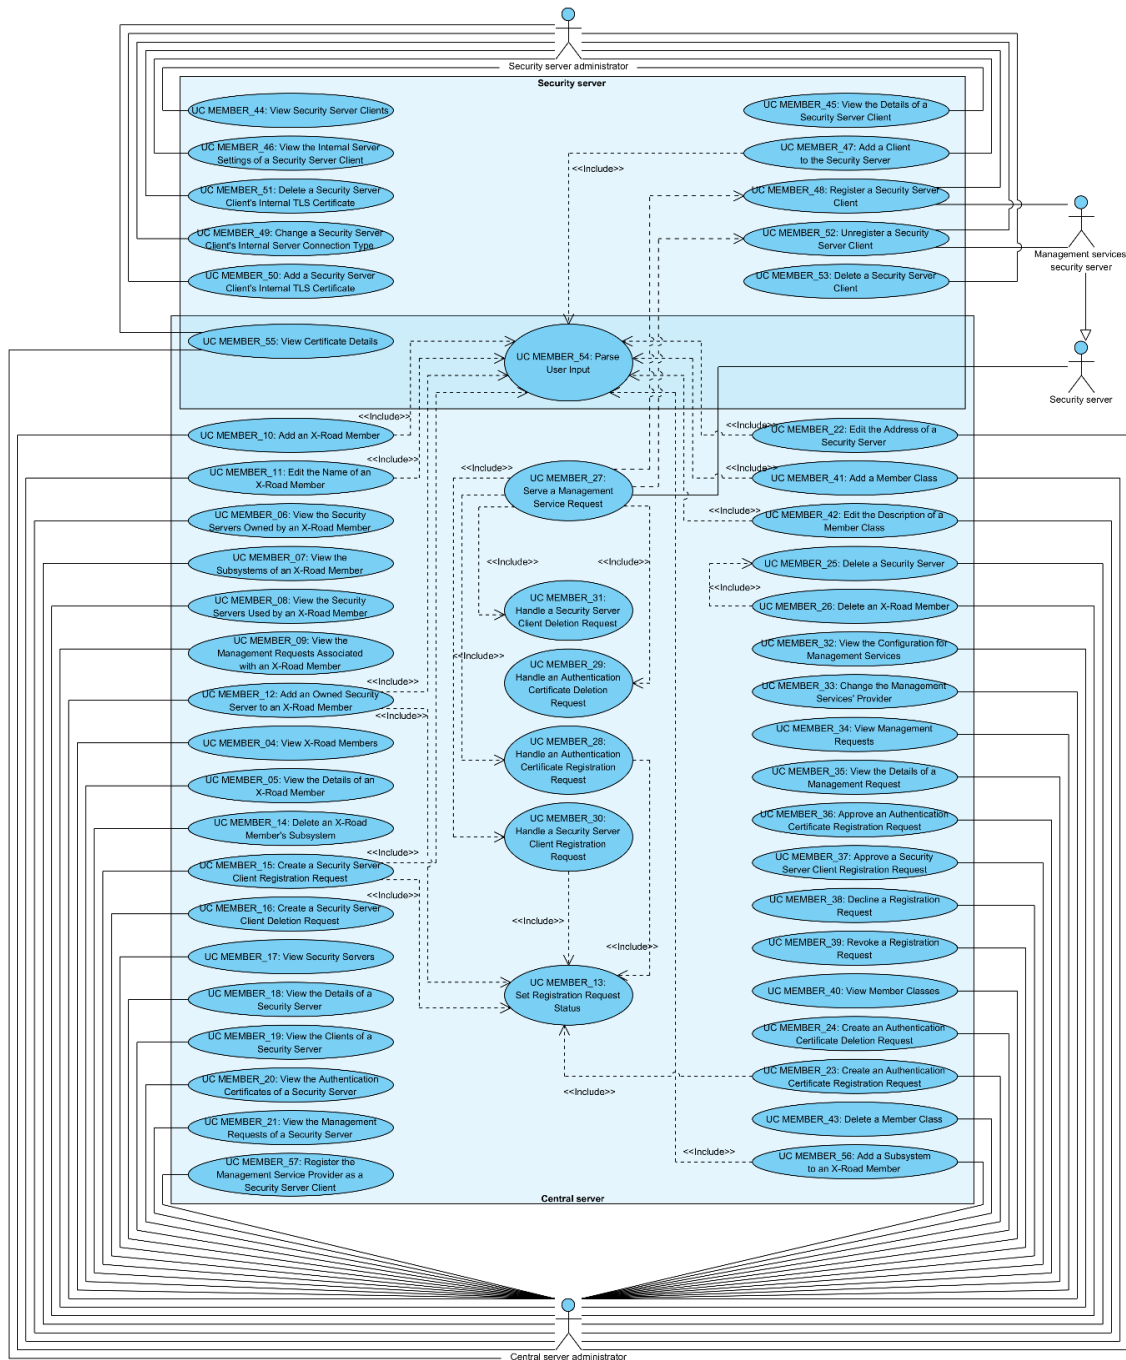 Security server administrator
Security server
UC MEMBER_44: View Security Server Clients
UC MEMBER_45: View the Details of a
Security Server Client
UC MEMBER_46: View the Internal Server
Settings of a Security Server Client
UC MEMBER_47: Add a Client
to the Security Server
<<Include>>
UC MEMBER_51: Delete a Security Server
Client's Internal TLS Certificate
UC MEMBER_48: Register a Security Server
Client
UC MEMBER_49: Change a Security Server
Client's Internal Server Connection Type
UC MEMBER_52: Unregister a Security
Server Client
Management services
security server
UC MEMBER_50: Add a Security Server
Client's Internal TLS Certificate
UC MEMBER_53: Delete a Security Server
Client
UC MEMBER_55: View Certificate Details
UC MEMBER_54: Parse
User Input
Security server
<<Include>>
UC MEMBER_10: Add an X-Road Member
<<Include>>
UC MEMBER_22: Edit the Address of a
Security Server
<<Include>>
UC MEMBER_11: Edit the Name of an
X-Road Member
<<Include>>
UC MEMBER_27:
Serve a Management
Service Request
<<Include>>
UC MEMBER_41: Add a Member Class
UC MEMBER_06: View the Security
Servers Owned by an X-Road Member
<<Include>>
UC MEMBER_42: Edit the Description of a
Member Class
UC MEMBER_07: View the
Subsystems of an X-Road Member
<<Include>>
<<Include>>
UC MEMBER_25: Delete a Security Server
<<Include>>
UC MEMBER_08: View the Security
Servers Used by an X-Road Member
UC MEMBER_31:
Handle a Security Server
Client Deletion Request
UC MEMBER_26: Delete an X-Road Member
UC MEMBER_09: View the
Management Requests Associated
with an X-Road Member
<<Include>>
UC MEMBER_29:
Handle an Authentication
Certificate Deletion
Request
UC MEMBER_32: View the Configuration for
Management Services
<<Include>>
UC MEMBER_12: Add an Owned Security
Server to an X-Road Member
<<Include>>
UC MEMBER_33: Change the Management
Services' Provider
UC MEMBER_04: View X-Road Members
UC MEMBER_28:
Handle an Authentication
Certificate Registration
Request
UC MEMBER_34: View Management
Requests
UC MEMBER_05: View the Details of an
X-Road Member
UC MEMBER_35: View the Details of a
Management Request
UC MEMBER_14: Delete an X-Road
Member's Subsystem
UC MEMBER_30:
Handle a Security Server
Client Registration
Request
UC MEMBER_36: Approve an Authentication
Certificate Registration Request
<<Include>>
UC MEMBER_15: Create a Security Server
Client Registration Request
<<Include>>
UC MEMBER_37: Approve a Security
Server Client Registration Request
UC MEMBER_16: Create a Security Server
Client Deletion Request
<<Include>>
UC MEMBER_38: Decline a Registration
Request
UC MEMBER_17: View Security Servers
<<Include>>
UC MEMBER_39: Revoke a Registration
Request
UC MEMBER_18: View the Details of a
Security Server
UC MEMBER_13:
Set Registration Request
Status
UC MEMBER_40: View Member Classes
UC MEMBER_19: View the Clients of a
Security Server
UC MEMBER_24: Create an Authentication
Certificate Deletion Request
UC MEMBER_20: View the Authentication
Certificates of a Security Server
<<Include>>
UC MEMBER_23: Create an Authentication
Certificate Registration Request
UC MEMBER_21: View the Management
Requests of a Security Server
UC MEMBER_43: Delete a Member Class
UC MEMBER_57: Register the
Management Service Provider as a
Security Server Client
<<Include>>
UC MEMBER_56: Add a Subsystem
to an X-Road Member
Central server
Central server administrator